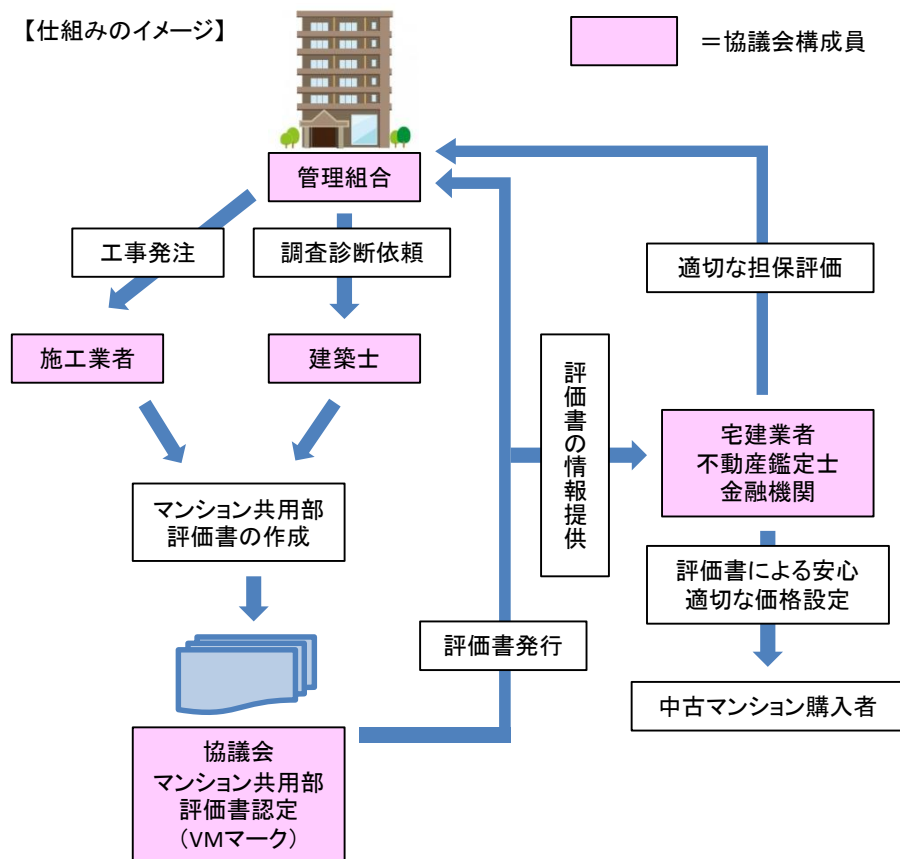 【仕組みのイメージ】
＝協議会構成員
管理組合
工事発注
調査診断依頼
適切な担保評価
施工業者
建築士
評価書の情報提供
宅建業者
不動産鑑定士
金融機関
マンション共用部
評価書の作成
評価書による安心
適切な価格設定
評価書発行
中古マンション購入者
協議会
マンション共用部
評価書認定
（VMマーク）